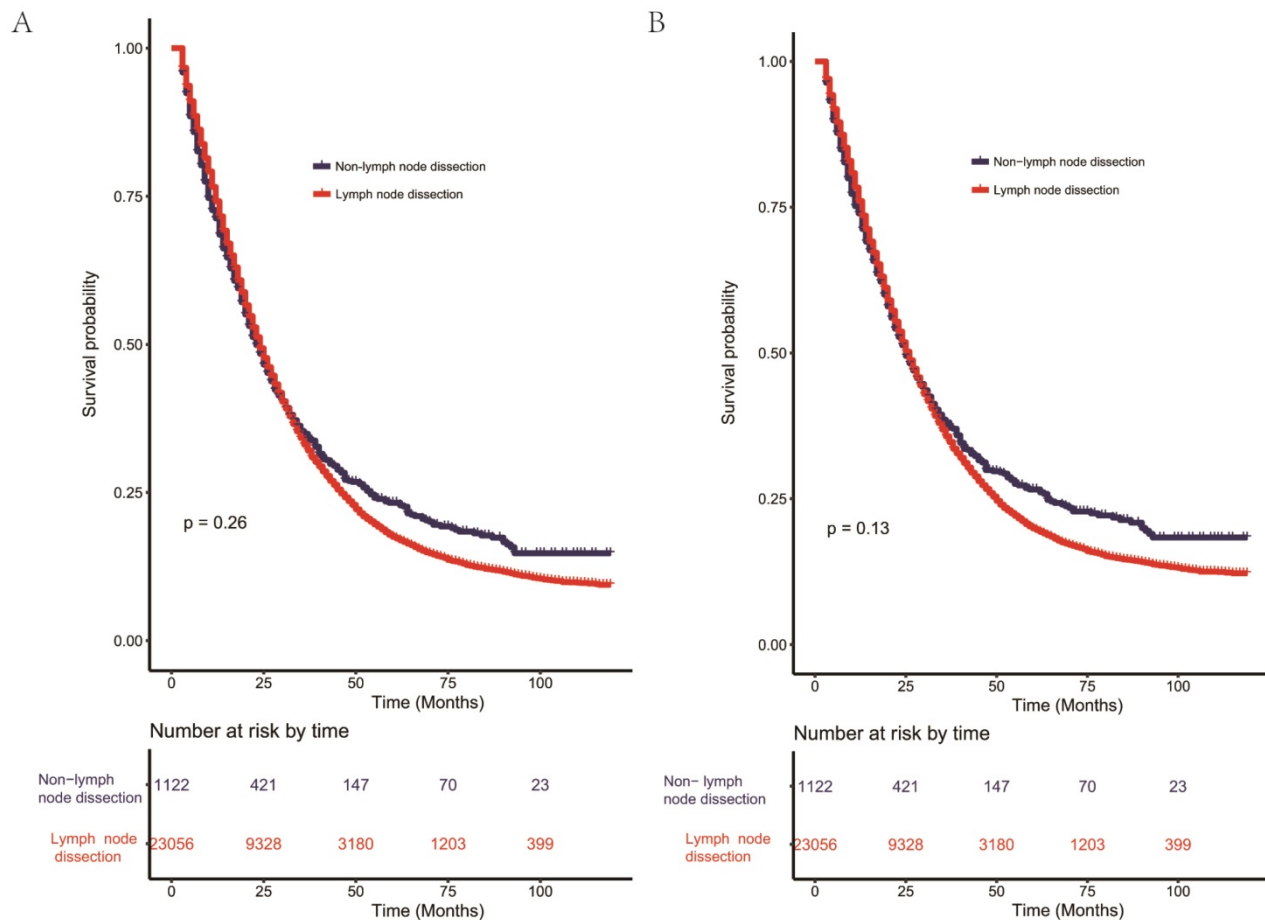 A
1.00
0.75
0.50
0.25
0.00
Survival probability
Non-lymph node dissection
Lymph node dissection
p = 0.26
0 25 50 75 100
Time (Months)
Number at risk by time
Non−lymph
node dissection
1122 421 147 70 23
Lymph node
dissection
23056 9328 3180 1203 399
0 25 50 75 100
Time (Months)
B
1.00
0.75
0.50
0.25
0.00
Survival probability
Non−lymph node dissection
Lymph node dissection
p = 0.13
0 25 50 75 100
Time (Months)
Number at risk by time
Non− lymph
node dissection
1122 421 147 70 23
Lymph node
dissection
23056 9328 3180 1203 399
0 25 50 75 100
Time (Months)